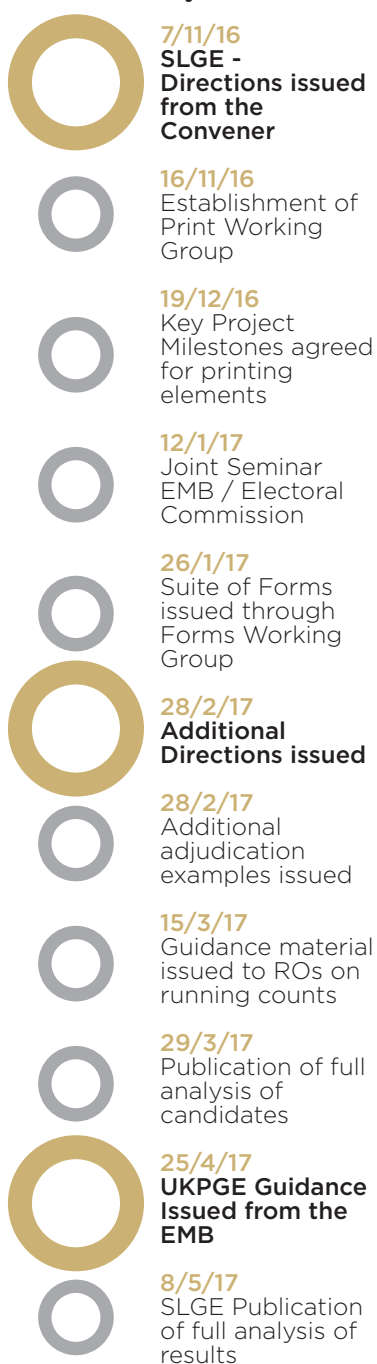 7/11/16
SLGE -
Directions issued
from the
Convener
16/11/16
Establishment of
Print Working
Group
19/12/16
Key Project
Milestones agreed
for printing
elements
12/1/17
Joint Seminar
EMB / Electoral
Commission
26/1/17
Suite of Forms
issued through
Forms Working
Group
28/2/17
Additional
Directions issued
28/2/17
Additional
adjudication
examples issued
15/3/17
Guidance material
issued to ROs on
running counts
29/3/17
Publication of full
analysis of
candidates
25/4/17
UKPGE Guidance
Issued from the
EMB
8/5/17
SLGE Publication
of full analysis of
results